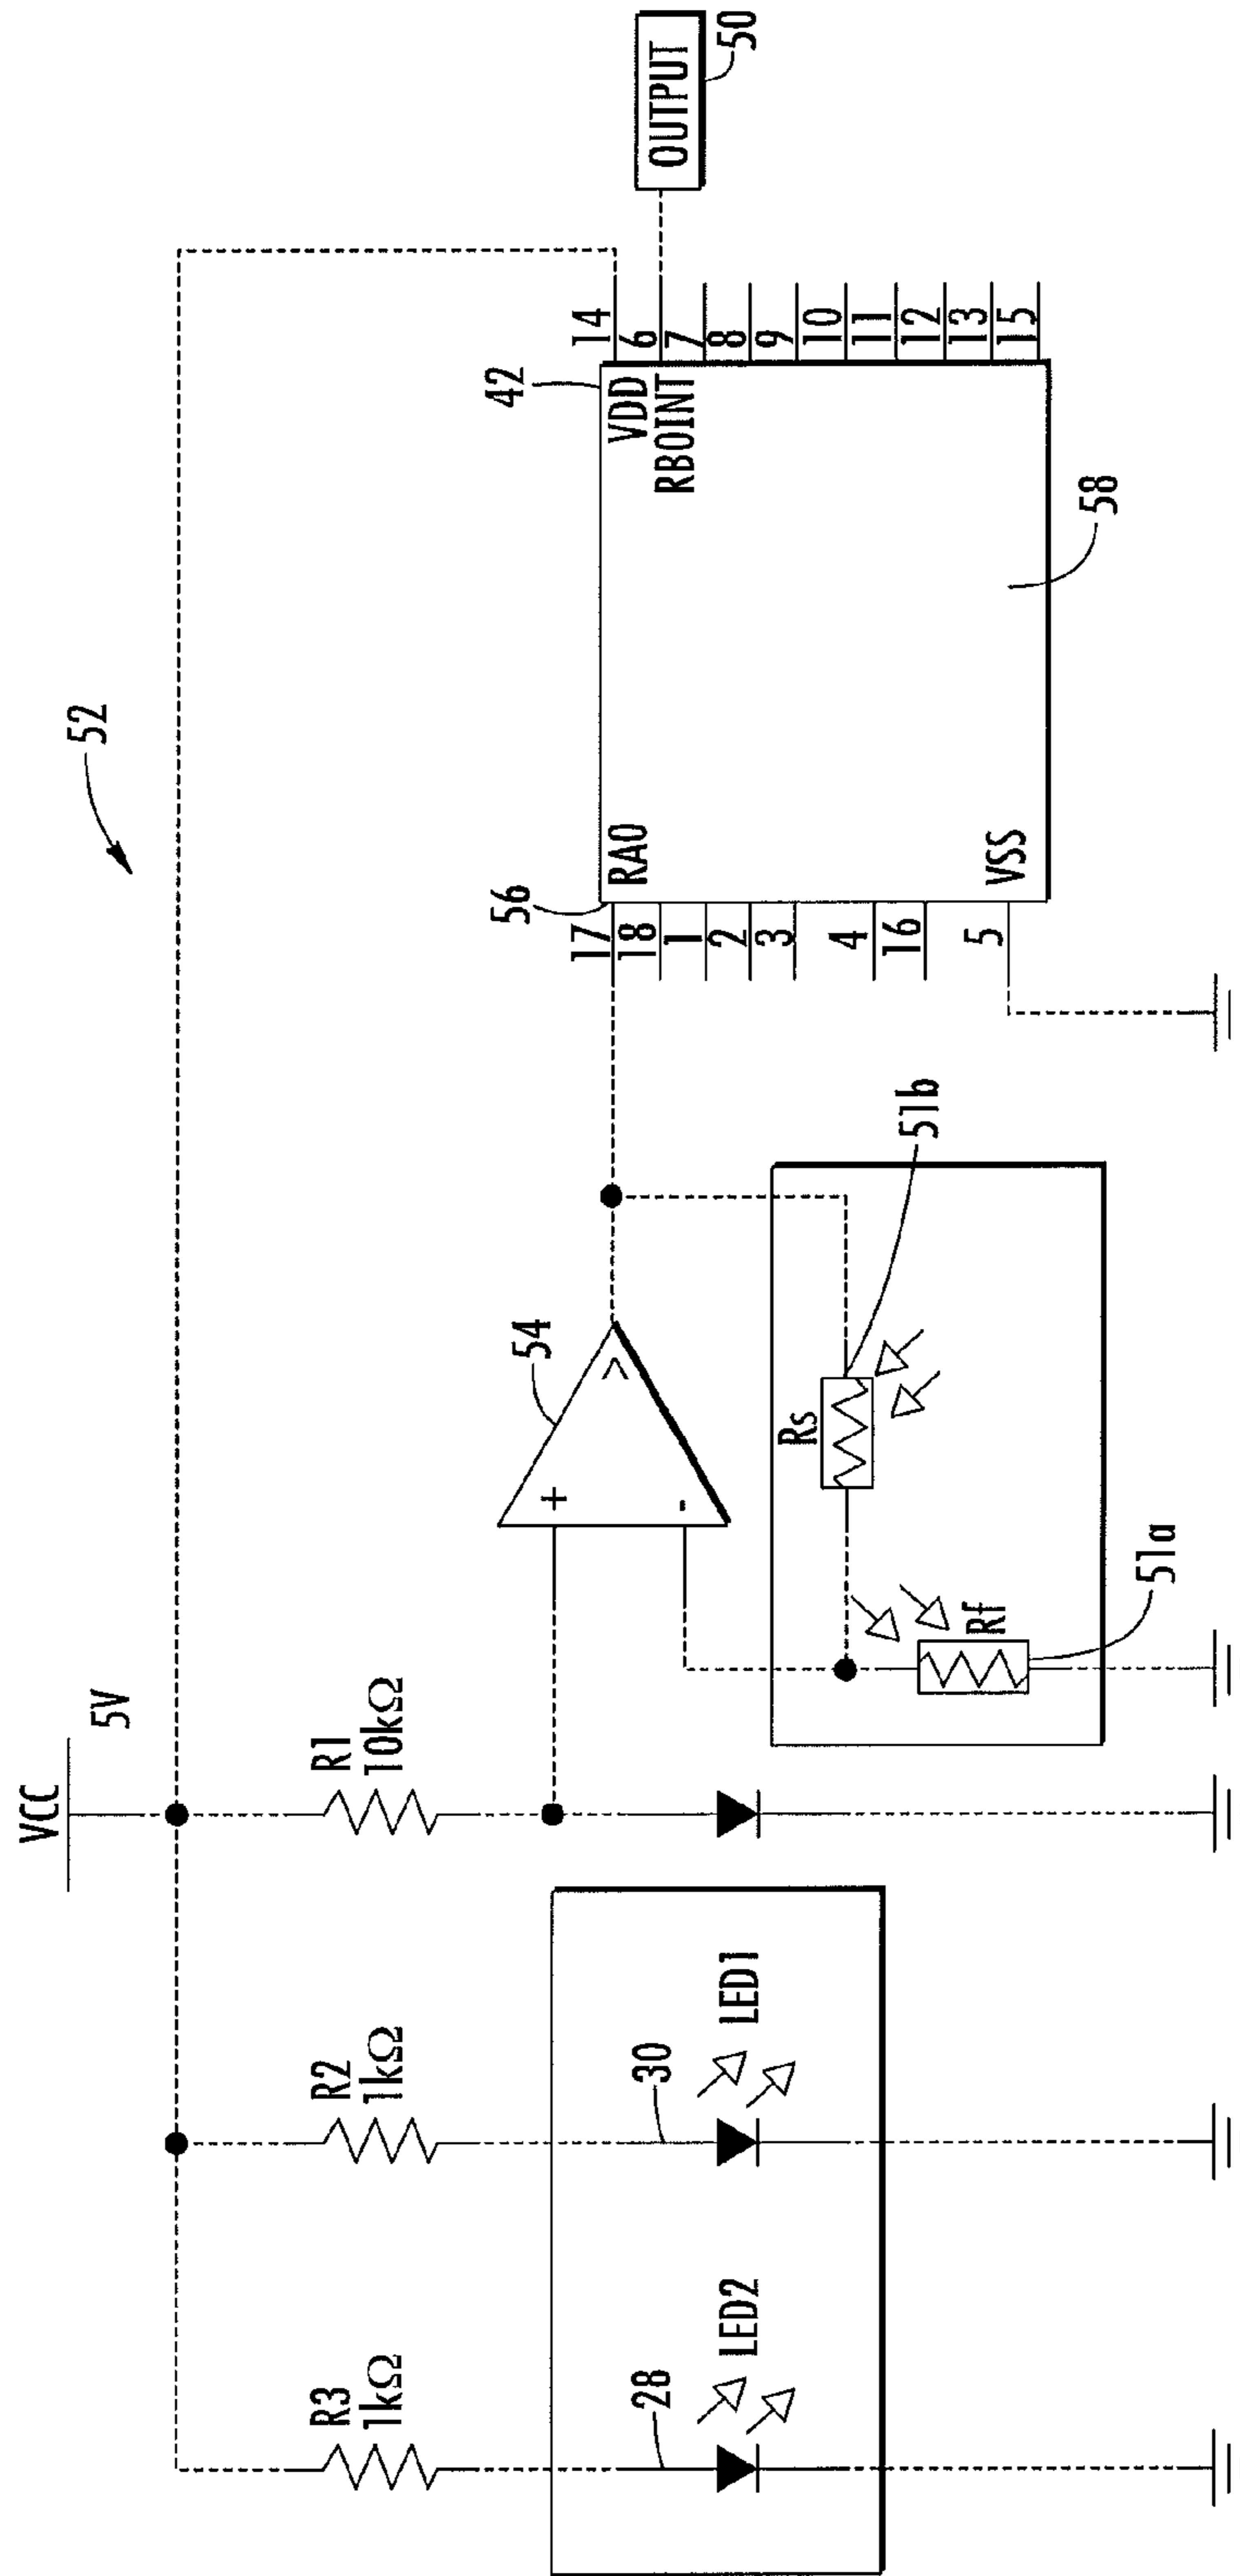 52
VCC
5V
R3
1kΩ
R2
1kΩ
R1
10kΩ
28
LED2
30
LED1
+
-
>
54
Rs
51b
Rf
51a
56
42
17
18
1
2
3
4
16
5
RA0
VSS
VDD
RB0INT
14
6
7
8
9
10
11
12
13
15
58
OUTPUT
50